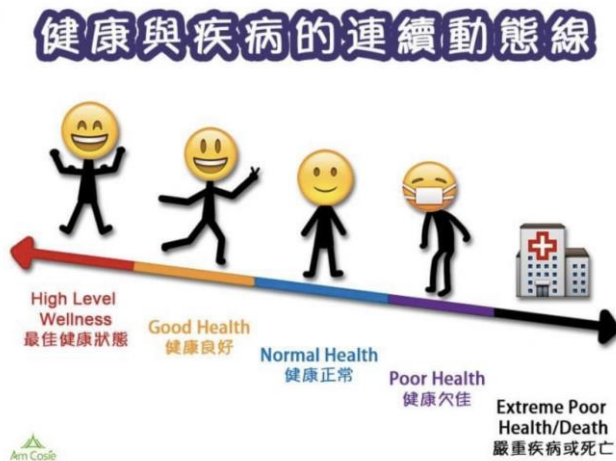 健康與疾病的連續動態線
High Level
Wellness
最佳健康狀態
Good Health
健康良好
Normal Health
健康正常
Poor Health
健康欠佳
Extreme Poor
Health/Death
嚴重疾病或死亡
Am Cosie